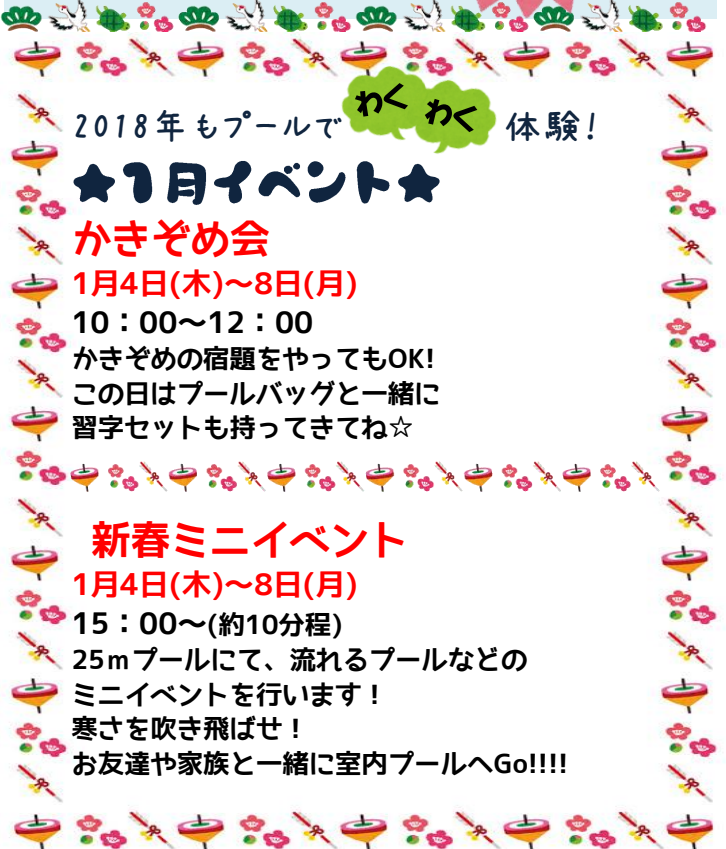 2018年もプールでわくわく体験!
★1月イベント★
かきぞめ会
1月4日(木)～8日(月)
10：00～12：00
かきぞめの宿題をやってもOK!
この日はプールバッグと一緒に
習字セットも持ってきてね☆
新春ミニイベント
1月4日(木)～8日(月)
15：00～(約10分程)
25ｍプールにて、流れるプールなどの
ミニイベントを行います！
寒さを吹き飛ばせ！
お友達や家族と一緒に室内プールへGo!!!!